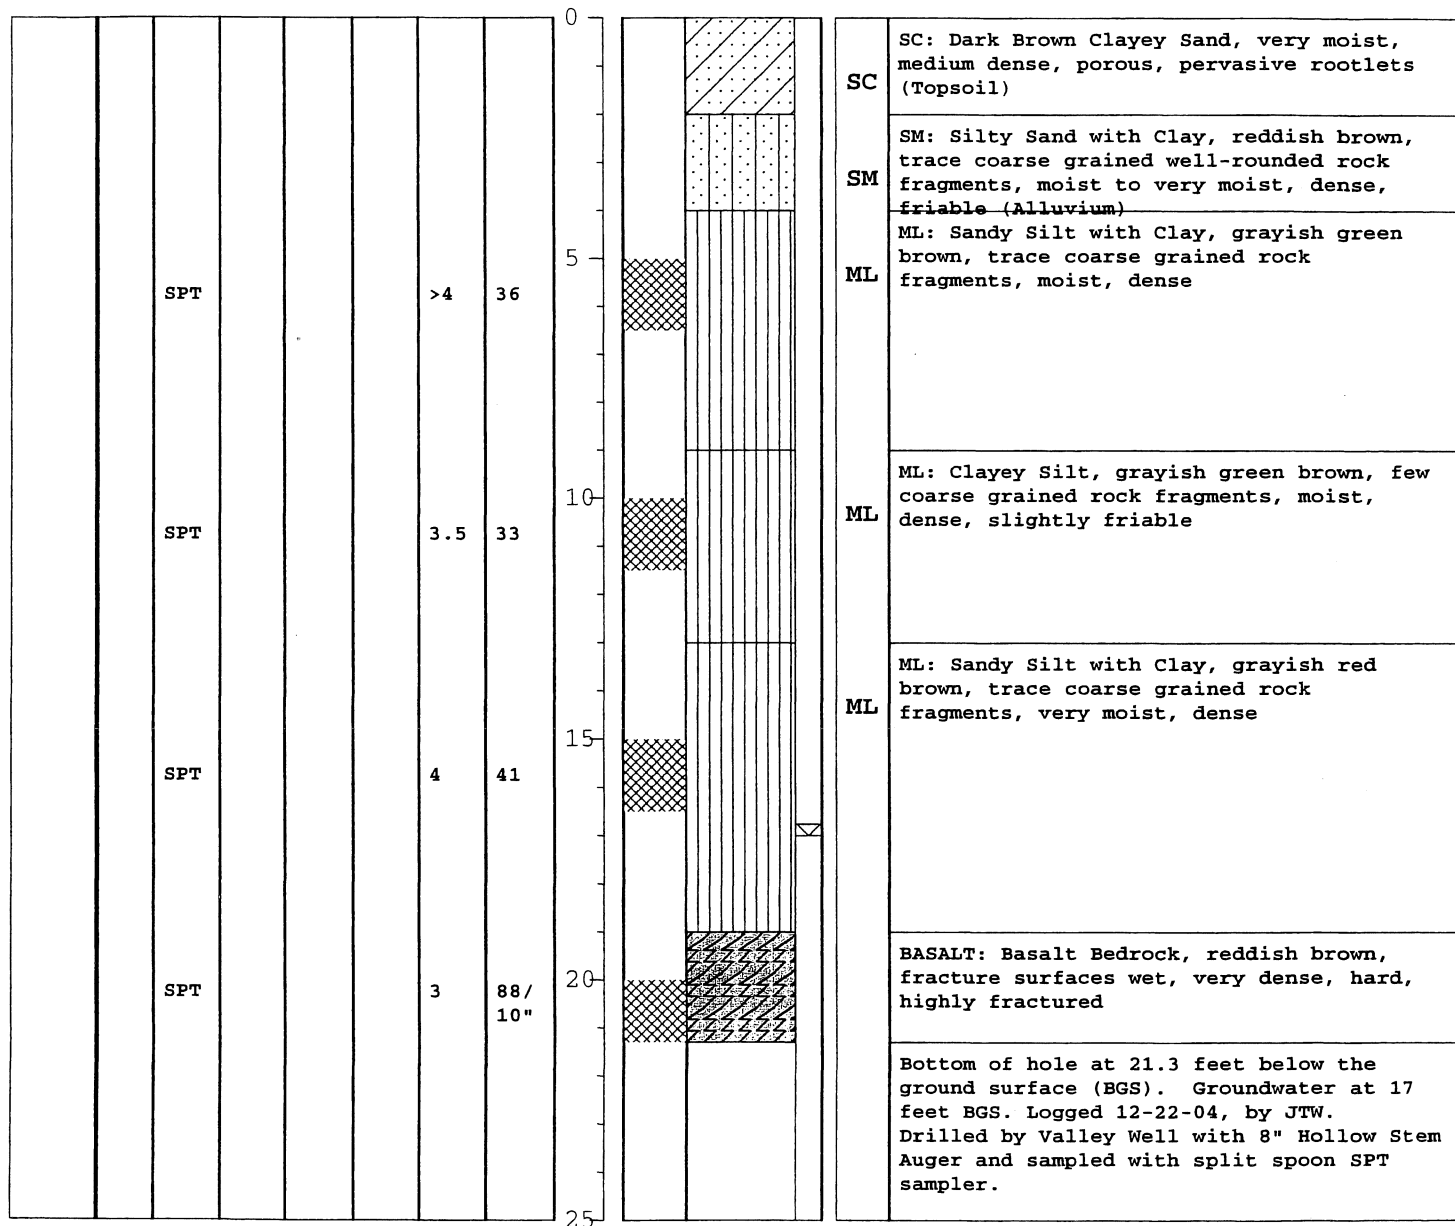 0
SC
SC: Dark Brown Clayey Sand, very moist,
medium dense, porous, pervasive rootlets
(Topsoil)
SM
SM: Silty Sand with Clay, reddish brown,
trace coarse grained well-rounded rock
fragments, moist to very moist, dense,
friable (Alluvium)
5
SPT >4 36
ML
ML: Sandy Silt with Clay, grayish green
brown, trace coarse grained rock
fragments, moist, dense
10
SPT 3.5 33
ML
ML: Clayey Silt, grayish green brown, few
coarse grained rock fragments, moist,
dense, slightly friable
ML
ML: Sandy Silt with Clay, grayish red
brown, trace coarse grained rock
fragments, very moist, dense
15
SPT 4 41
BASALT: Basalt Bedrock, reddish brown,
fracture surfaces wet, very dense, hard,
highly fractured
20
SPT 3 88/
10"
Bottom of hole at 21.3 feet below the
ground surface (BGS). Groundwater at 17
feet BGS. Logged 12-22-04, by JTW.
Drilled by Valley Well with 8" Hollow Stem
Auger and sampled with split spoon SPT
sampler.
25